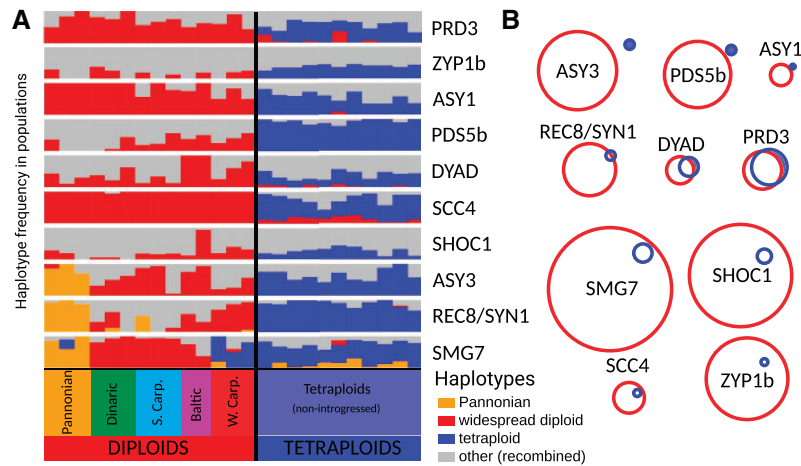 A
Haplotype frequency in populations
PRD3
ZYP1b
ASY1
PDS5b
DYAD
SCC4
SHOC1
ASY3
REC8/SYN1
SMG7
Pannonian
Dinaric
S. Carp.
Baltic
W. Carp.
Tetraploids
(non-introgressed)
DIPLOIDS
TETRAPLOIDS
Haplotypes
Pannonian
widespread diploid
tetraploid
other (recombined)
B
ASY3
PDS5b
ASY1
REC8/SYN1
DYAD
PRD3
SMG7
SHOC1
SCC4
ZYP1b